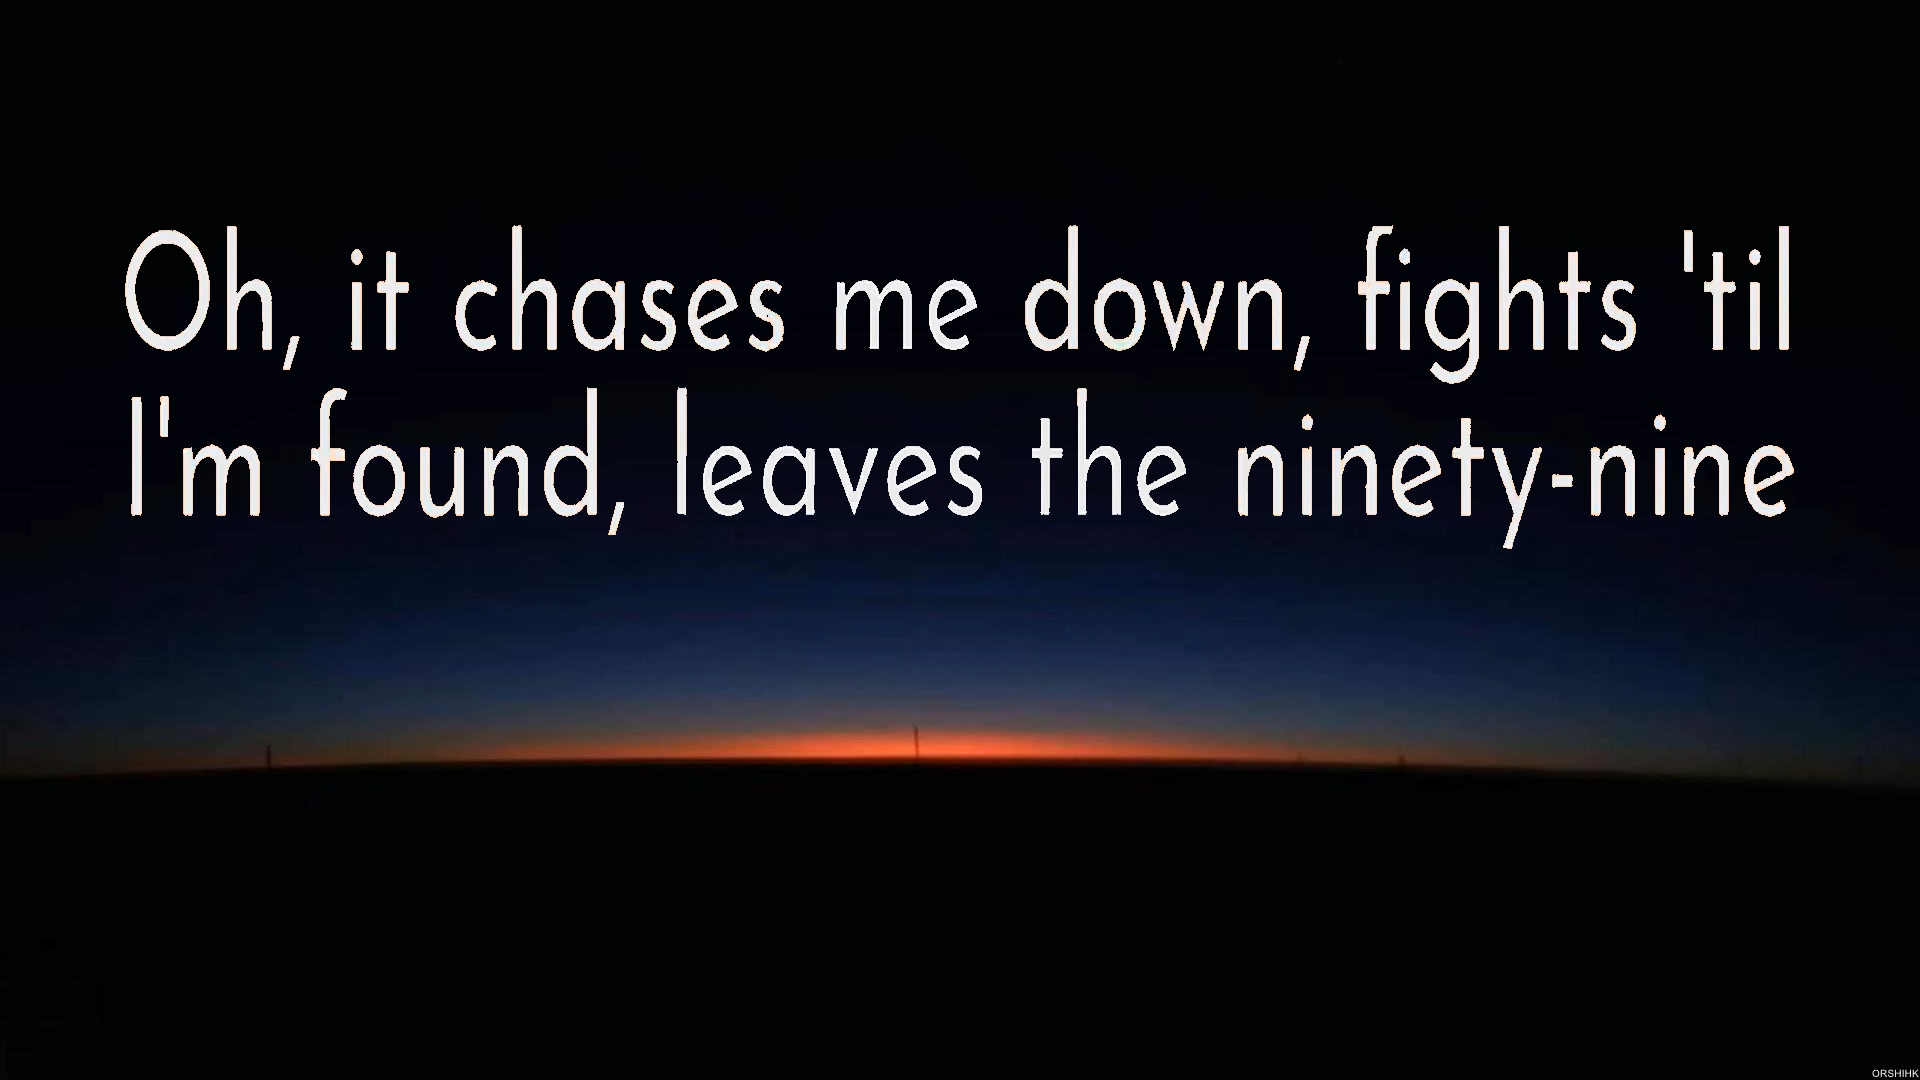 Oh, it chases me down, fights 'til
I'm found, leaves the ninety-nine
ORSHIHK